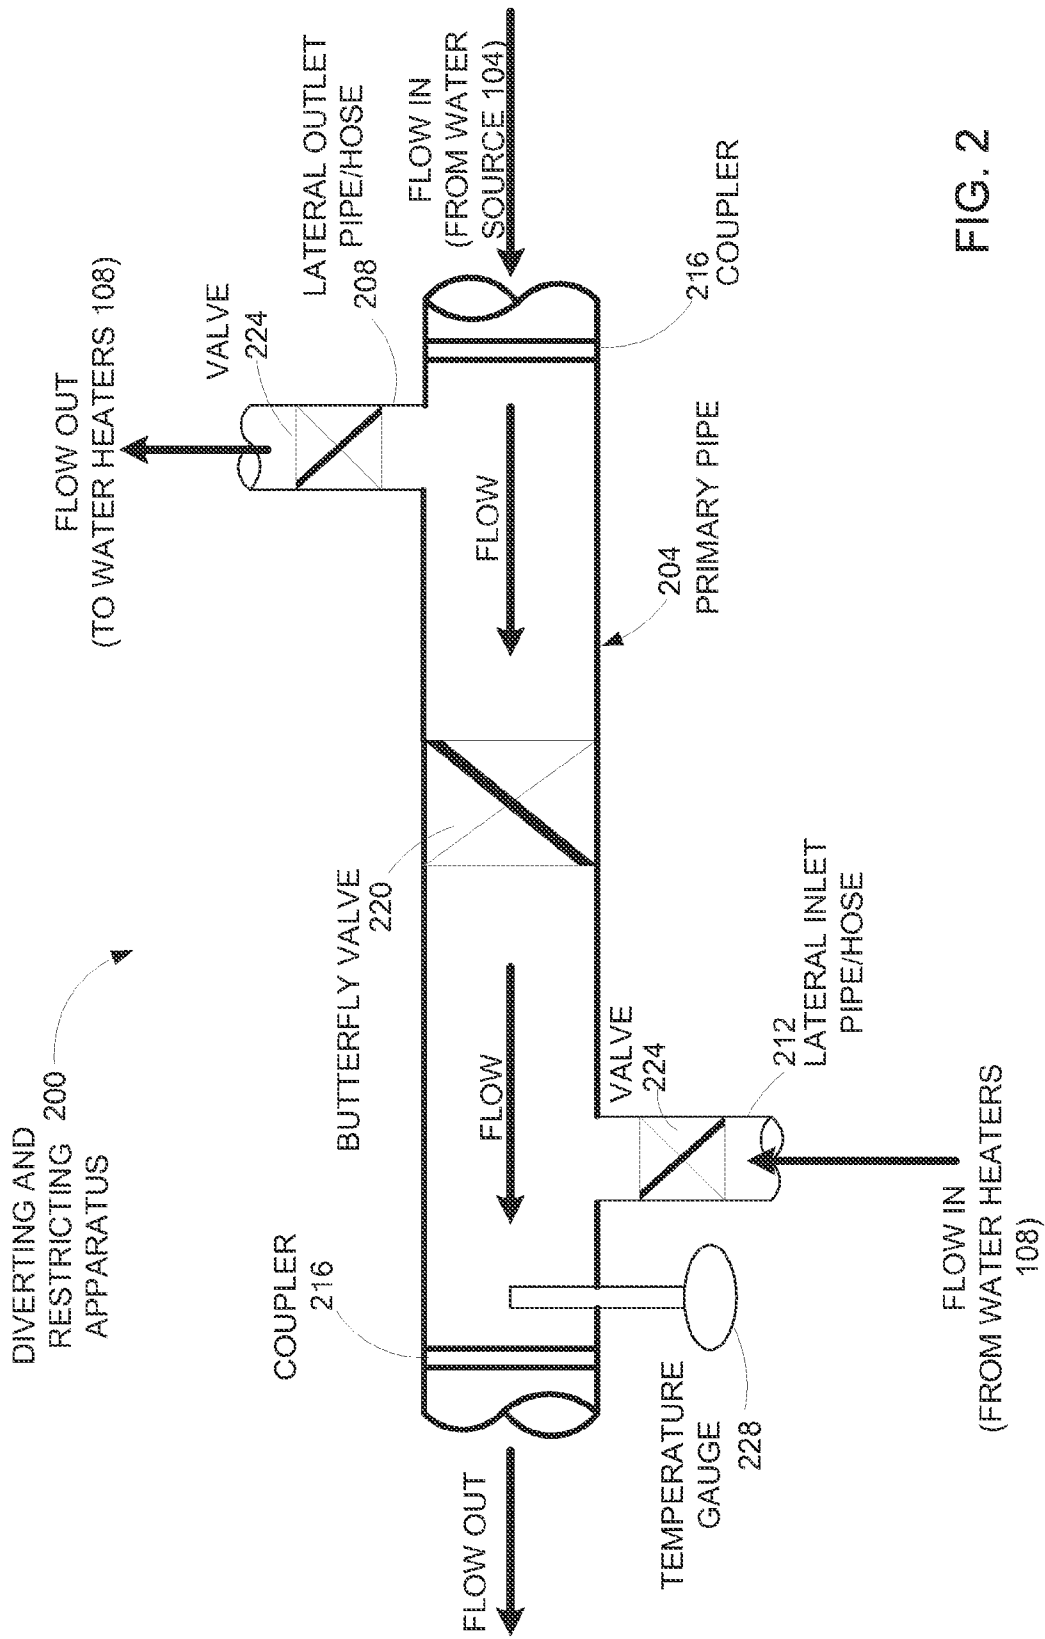 DIVERTING AND
RESTRICTING 200
APPARATUS
FLOW OUT
(TO WATER HEATERS 108)
VALVE
224
LATERAL OUTLET
PIPE/HOSE
208
FLOW IN
(FROM WATER
SOURCE 104)
BUTTERFLY VALVE
220
COUPLER
216
FLOW OUT
FLOW
FLOW
216
COUPLER
204
PRIMARY PIPE
VALVE
224
212
LATERAL INLET
PIPE/HOSE
TEMPERATURE
GAUGE
228
FLOW IN
(FROM WATER HEATERS
108)
FIG. 2